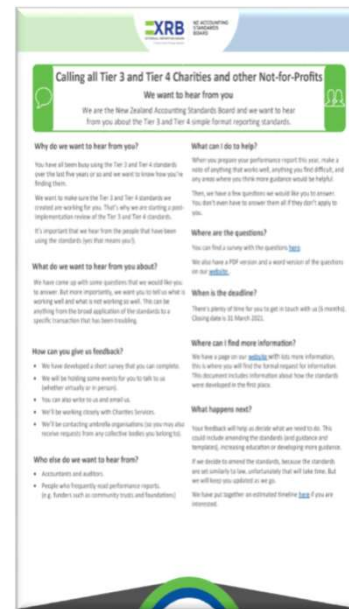 EXRB
EXTERNAL REPORTING BOARD
NZ ACCOUNTING
STANDARDS
BOARD
Calling all Tier 3 and Tier 4 Charities and other Not-for-Profits
We want to hear from you
We are the New Zealand Accounting Standards Board and we want to hear
from you about the Tier 3 and Tier 4 simple format reporting standards.
Why do we want to hear from you?
You have all been busy using the Tier 3 and Tier 4 standards
over the last five years or so and we want to know how you're
finding them.
We want to make sure the Tier 3 and Tier 4 standards we
created are working for you. That's why we are starting a post-
implementation review of the Tier 3 and Tier 4 standards.
It's important that we hear from the people that have been
using the standards (yes that means you!).
What do we want to hear from you about?
We have come up with some questions that we would like you
to answer. But more importantly, we want you to tell us what is
working well and what is not working so well. This can be
anything from the broad application of the standards to a
specific transaction that has been troubling.
How can you give us feedback?
• We have developed a short survey that you can complete.
• We will be holding some events for you to talk to us
(whether virtually or in person).
• You can also write to us and email us.
• We'll be working closely with Charities Services.
• We'll be contacting umbrella organisations (so you may also
receive requests from any collective bodies you belong to).
Who else do we want to hear from?
• Accountants and auditors.
• People who frequently read performance reports.
(e.g. funders such as community trusts and foundations)
What can I do to help?
When you prepare your performance report this year, make a
note of anything that works well, anything you find difficult, and
any areas where you think more guidance would be helpful.
Then, we have a few questions we would like you to answer.
You don't even have to answer them all if they don't apply to
you.
Where are the questions?
You can find a survey with the questions here.
We also have a PDF version and a word version of the questions
on our website.
When is the deadline?
There's plenty of time for you to get in touch with us (6 months).
Closing date is 31 March 2021.
Where can I find more information?
We have a page on our website with lots more information,
this is where you will find the formal request for information.
This document includes information about how the standards
were developed in the first place.
What happens next?
Your feedback will help us decide what we need to do. This
could include amending the standards (and guidance and
templates), increasing education or developing more guidance.
If we decide to amend the standards, because the standards
are set similarly to law, unfortunately that will take time. But
we will keep you updated as we go.
We have put together an estimated timeline here if you are
interested.